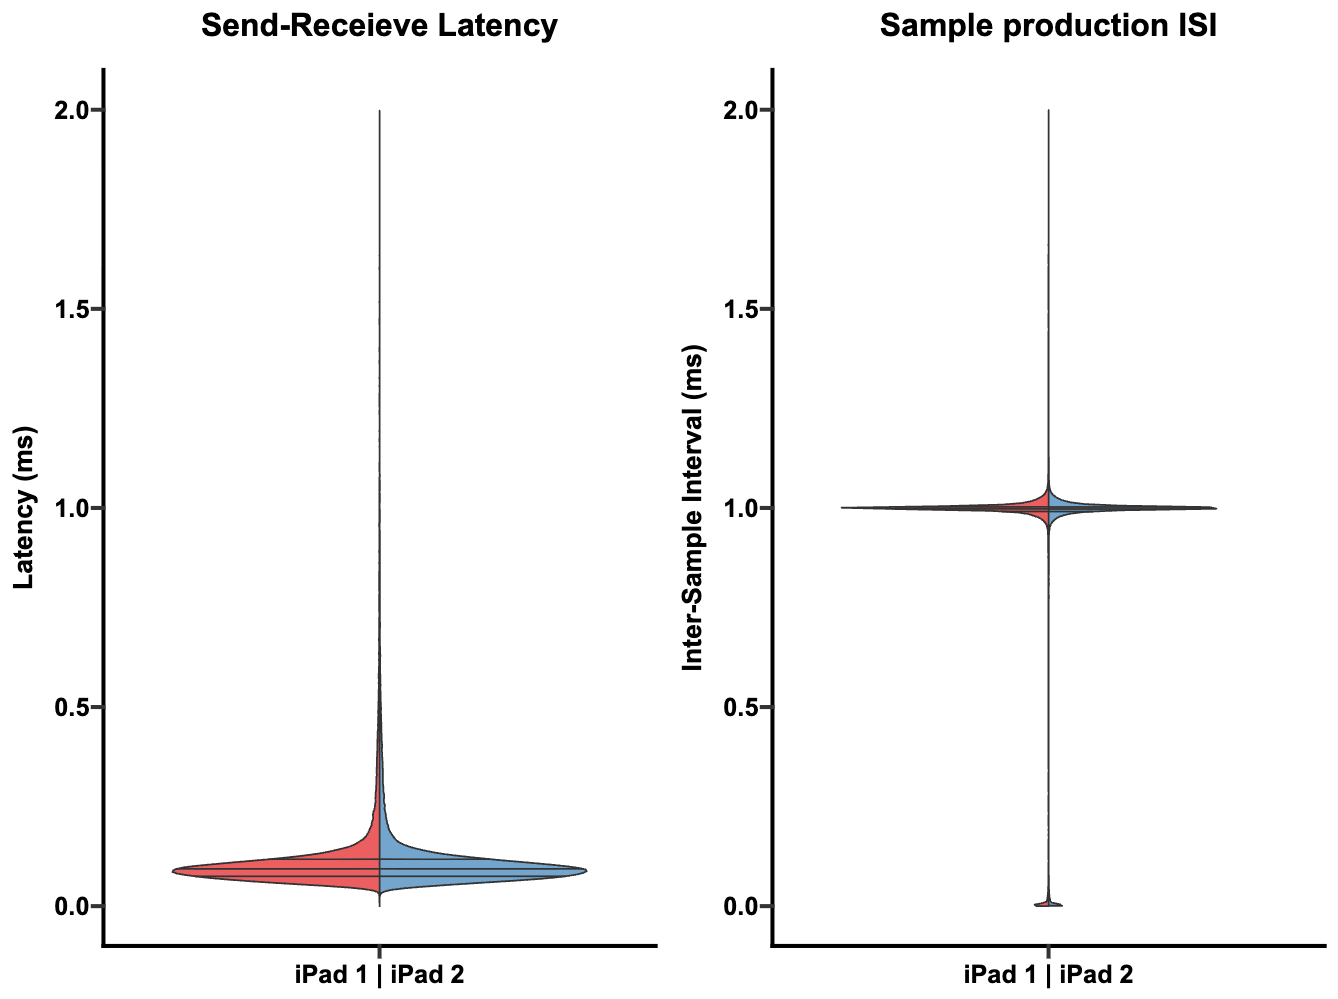 Send-Receieve Latency
2.0
1.5
1.0
0.5
0.0
Latency (ms)
iPad 1 | iPad 2
Sample production ISI
2.0
1.5
1.0
0.5
0.0
Inter-Sample Interval (ms)
iPad 1 | iPad 2